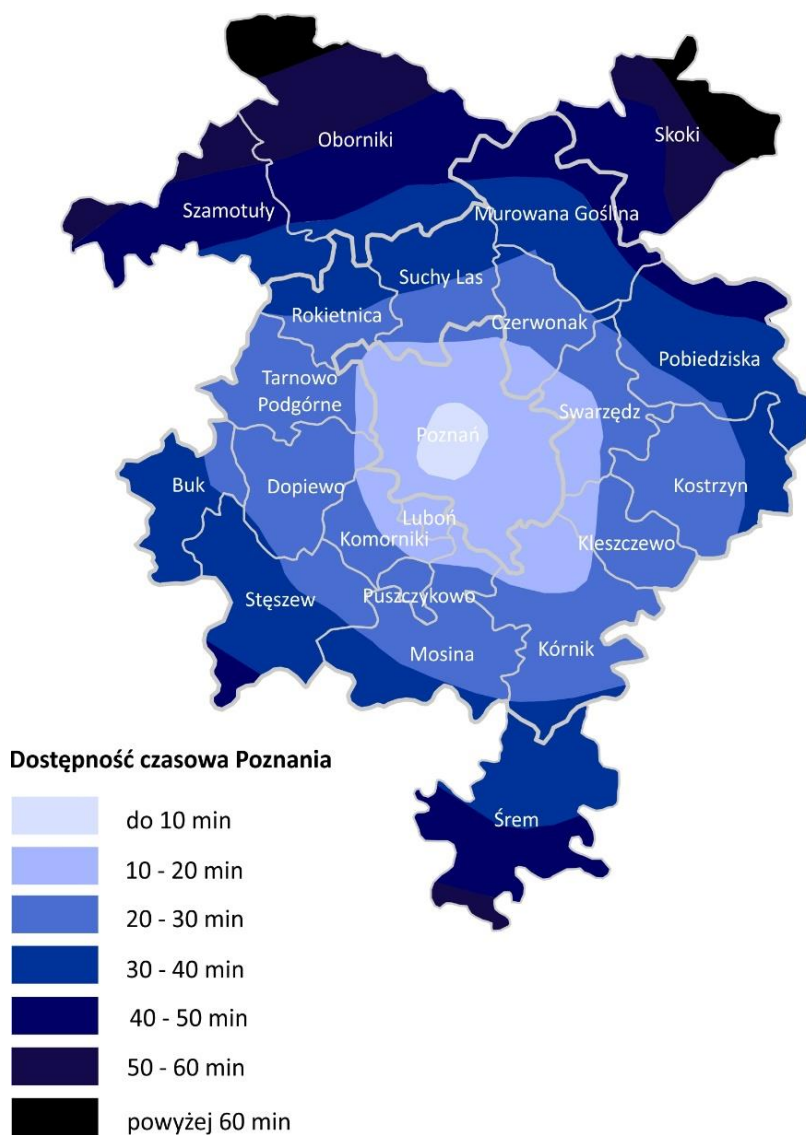 Oborniki
Skoki
Szamotuły
Murowana Goślina
Suchy Las
Rokietnica
Czerwonak
Pobiedziska
Tarnowo
Podgórne
Swarzędz
Poznań
Buk
Dopiewo
Kostrzyn
Luboń
Komorniki
Kleszczewo
Stęszew
Puszczykowo
Mosina
Kórnik
Śrem
Dostępność czasowa Poznania
do 10 min
10 - 20 min
20 - 30 min
30 - 40 min
40 - 50 min
50 - 60 min
powyżej 60 min